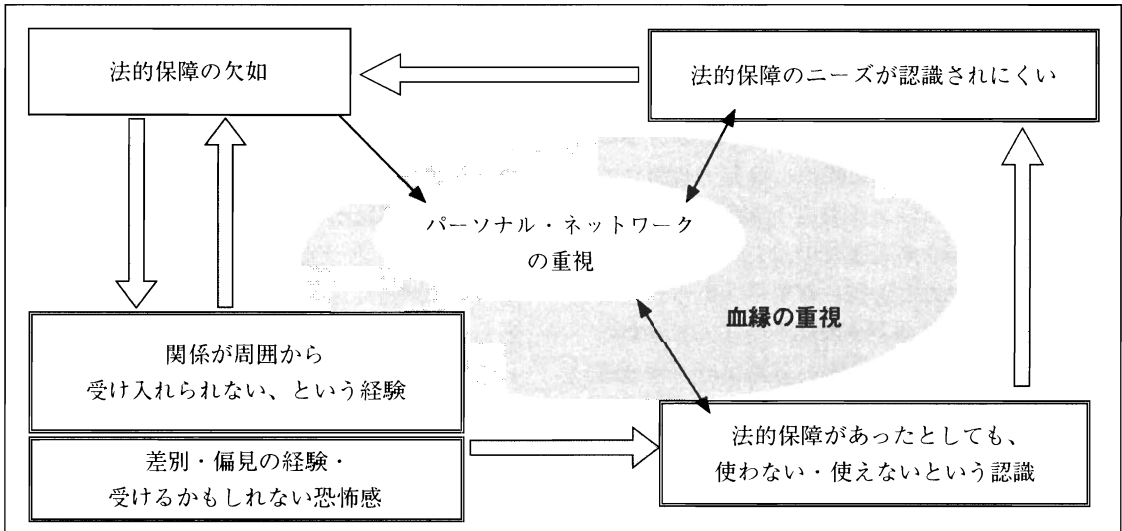 法的保障の欠如
法的保障のニーズが認識されにくい
パーソナル・ネットワーク
の重視
血縁の重視
関係が周囲から
受け入れられない、という経験
差別・偏見の経験・
受けるかもしれない恐怖感
法的保障があったとしても、
使わない・使えないという認識